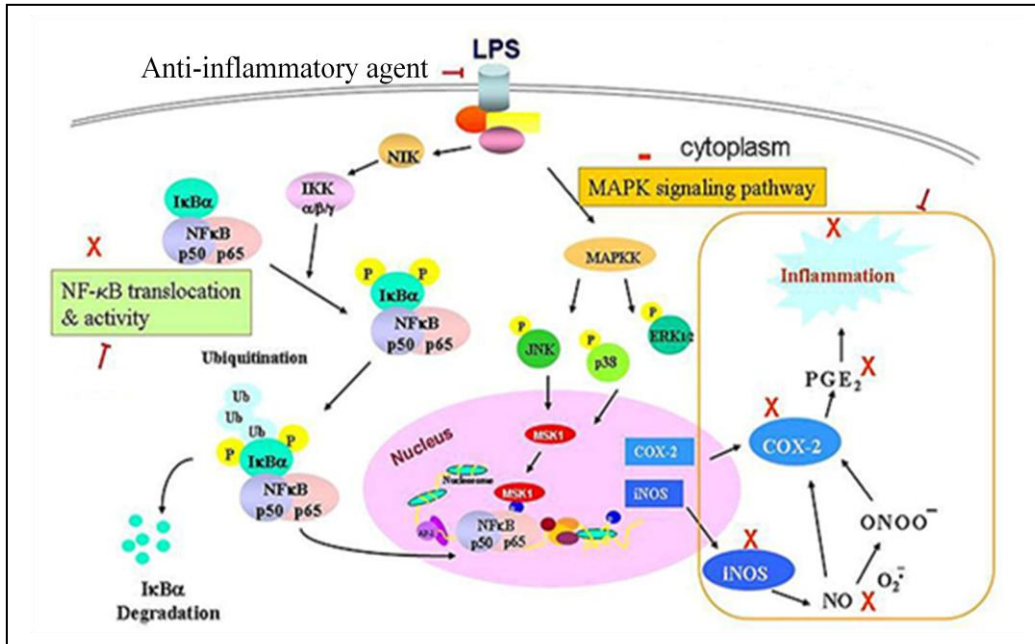 LPS
Anti-inflammatory agent
NIK
cytoplasm
MAPK signaling pathway
IKK
α/β/γ
IκBα
NFκB
p50 p65
X
NF-κB translocation
& activity
MAPKK
P P
IκBα
NFκB
p50 p65
P
JNK
P
p38
P
ERK1/2
X
Inflammation
PGE2 X
Ubiquitination
Ub
Ub
Ub
P P
IκBα
NFκB
p50 p65
Nucleus
MSK1
Nucleosome
MSK1
NFκB
p50 p65
COX-2
iNOS
X
COX-2
ONOO−
X
iNOS
NO X
O2•−
IκBα
Degradation